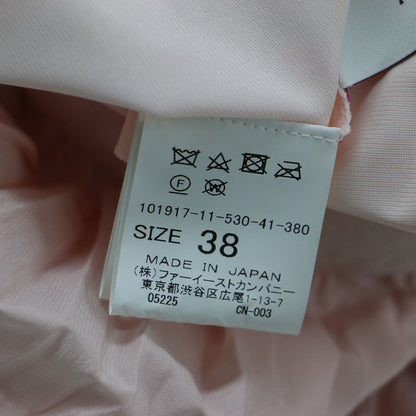 F W
101917-11-530-41-380
SIZE 38
MADE IN JAPAN
(株)ファーイーストカンパニー
東京都渋谷区広尾1-13-7
05225 CN-003